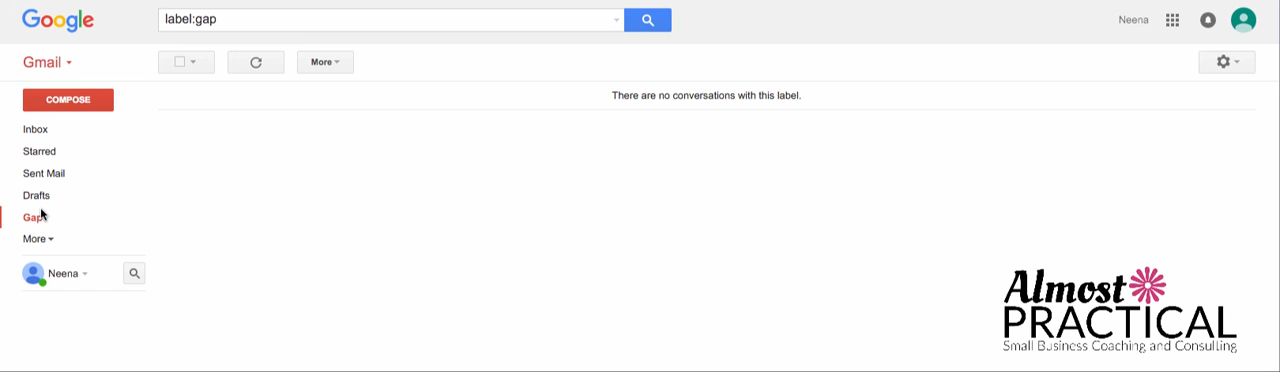 Google
label:gap
Neena
Gmail
More
COMPOSE
There are no conversations with this label.
Inbox
Starred
Sent Mail
Drafts
Gap
More
Neena
Almost
PRACTICAL
Small Business Coaching and Consulting